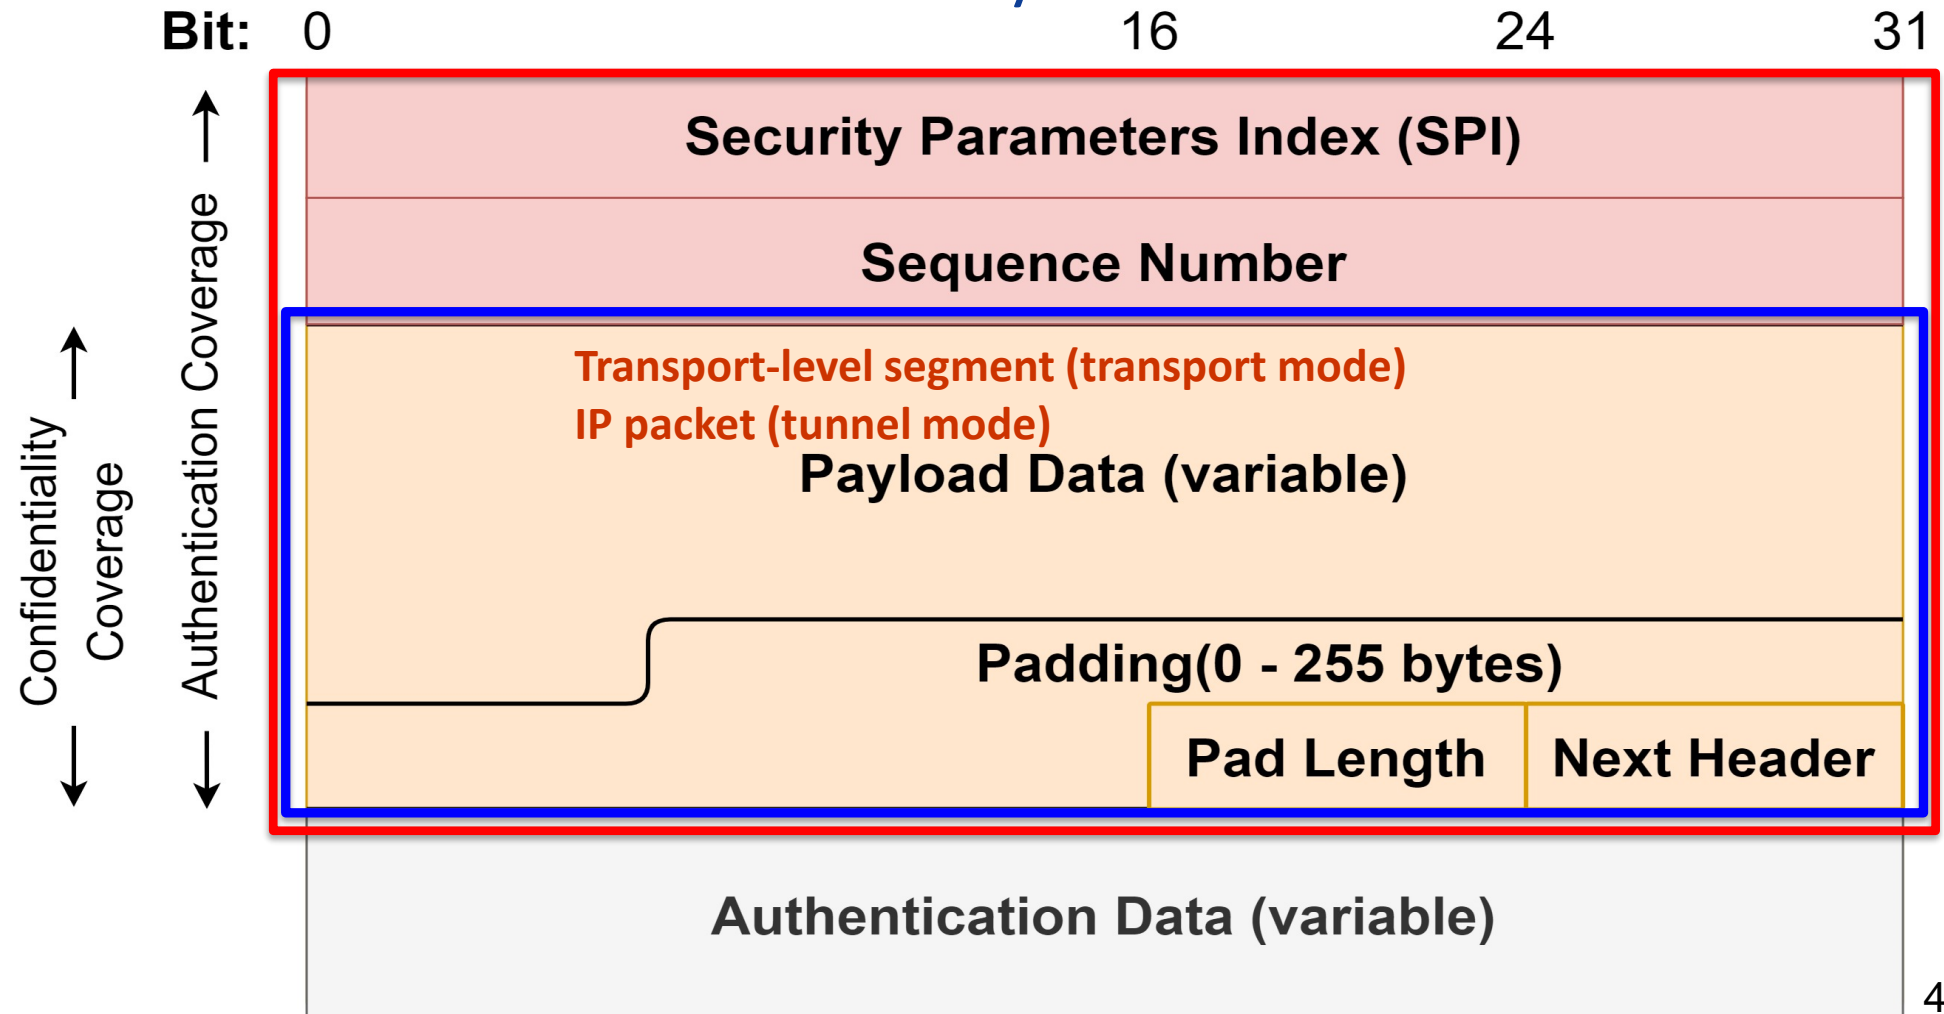 Bit: 0 16 24 31
Security Parameters Index (SPI)
Sequence Number
Confidentiality
Coverage
Authentication Coverage
Transport-level segment (transport mode)
IP packet (tunnel mode)
Payload Data (variable)
Padding(0 - 255 bytes)
Pad Length Next Header
Authentication Data (variable)
4